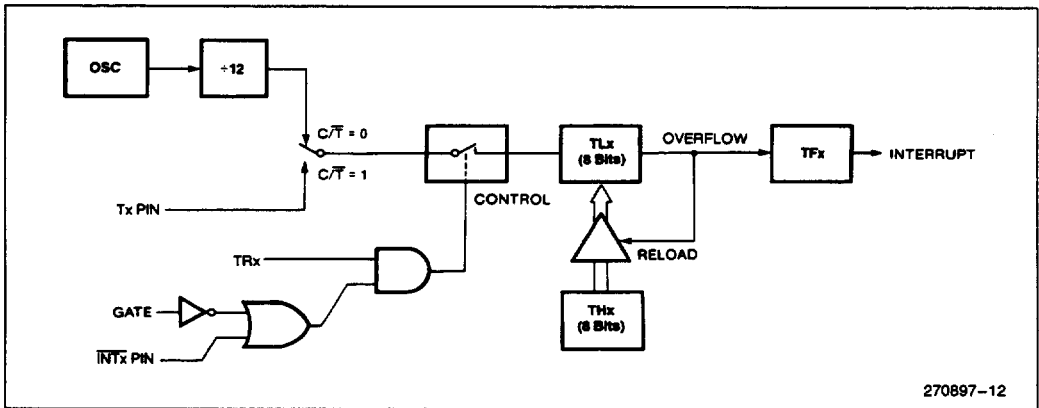 OSC
÷12
C/T̅ = 0
C/T̅ = 1
Tx PIN
CONTROL
TLx
(8 Bits)
OVERFLOW
TFx
INTERRUPT
RELOAD
THx
(8 Bits)
TRx
GATE
I̅N̅T̅x̅ PIN
270897–12